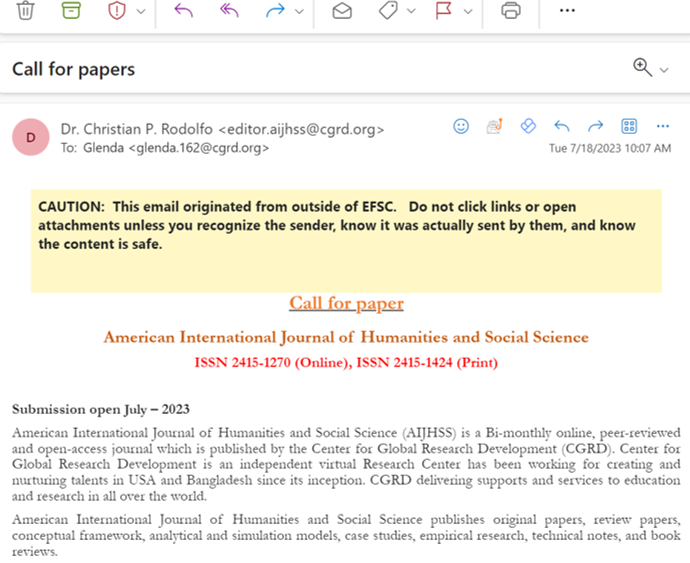 Call for papers
D
Dr. Christian P. Rodolfo <editor.aijhss@cgrd.org>
To: Glenda <glenda.162@cgrd.org>
Tue 7/18/2023 10:07 AM
CAUTION: This email originated from outside of EFSC. Do not click links or open
attachments unless you recognize the sender, know it was actually sent by them, and know
the content is safe.
Call for paper
American International Journal of Humanities and Social Science
ISSN 2415-1270 (Online), ISSN 2415-1424 (Print)
Submission open July – 2023
American International Journal of Humanities and Social Science (AIJHSS) is a Bi-monthly online, peer-reviewed
and open-access journal which is published by the Center for Global Research Development (CGRD). Center for
Global Research Development is an independent virtual Research Center has been working for creating and
nurturing talents in USA and Bangladesh since its inception. CGRD delivering supports and services to education
and research in all over the world.
American International Journal of Humanities and Social Science publishes original papers, review papers,
conceptual framework, analytical and simulation models, case studies, empirical research, technical notes, and book
reviews.